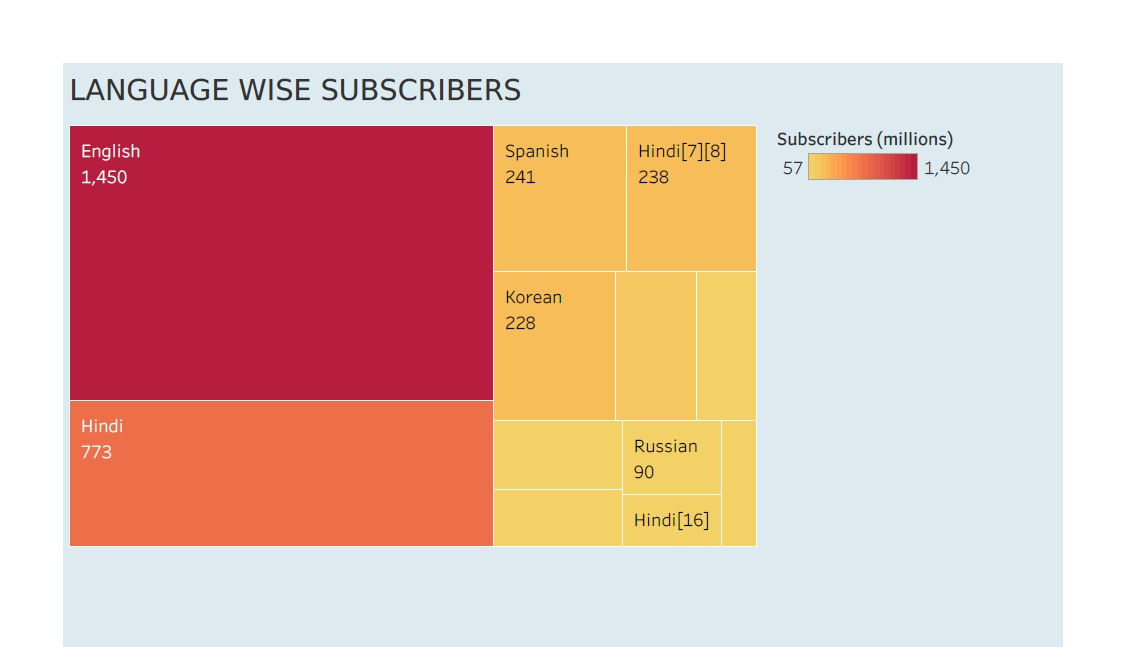 LANGUAGE WISE SUBSCRIBERS
English
1,450
Spanish
241
Hindi[7][8]
238
Subscribers (millions)
57 1,450
Korean
228
Hindi
773
Russian
90
Hindi[16]